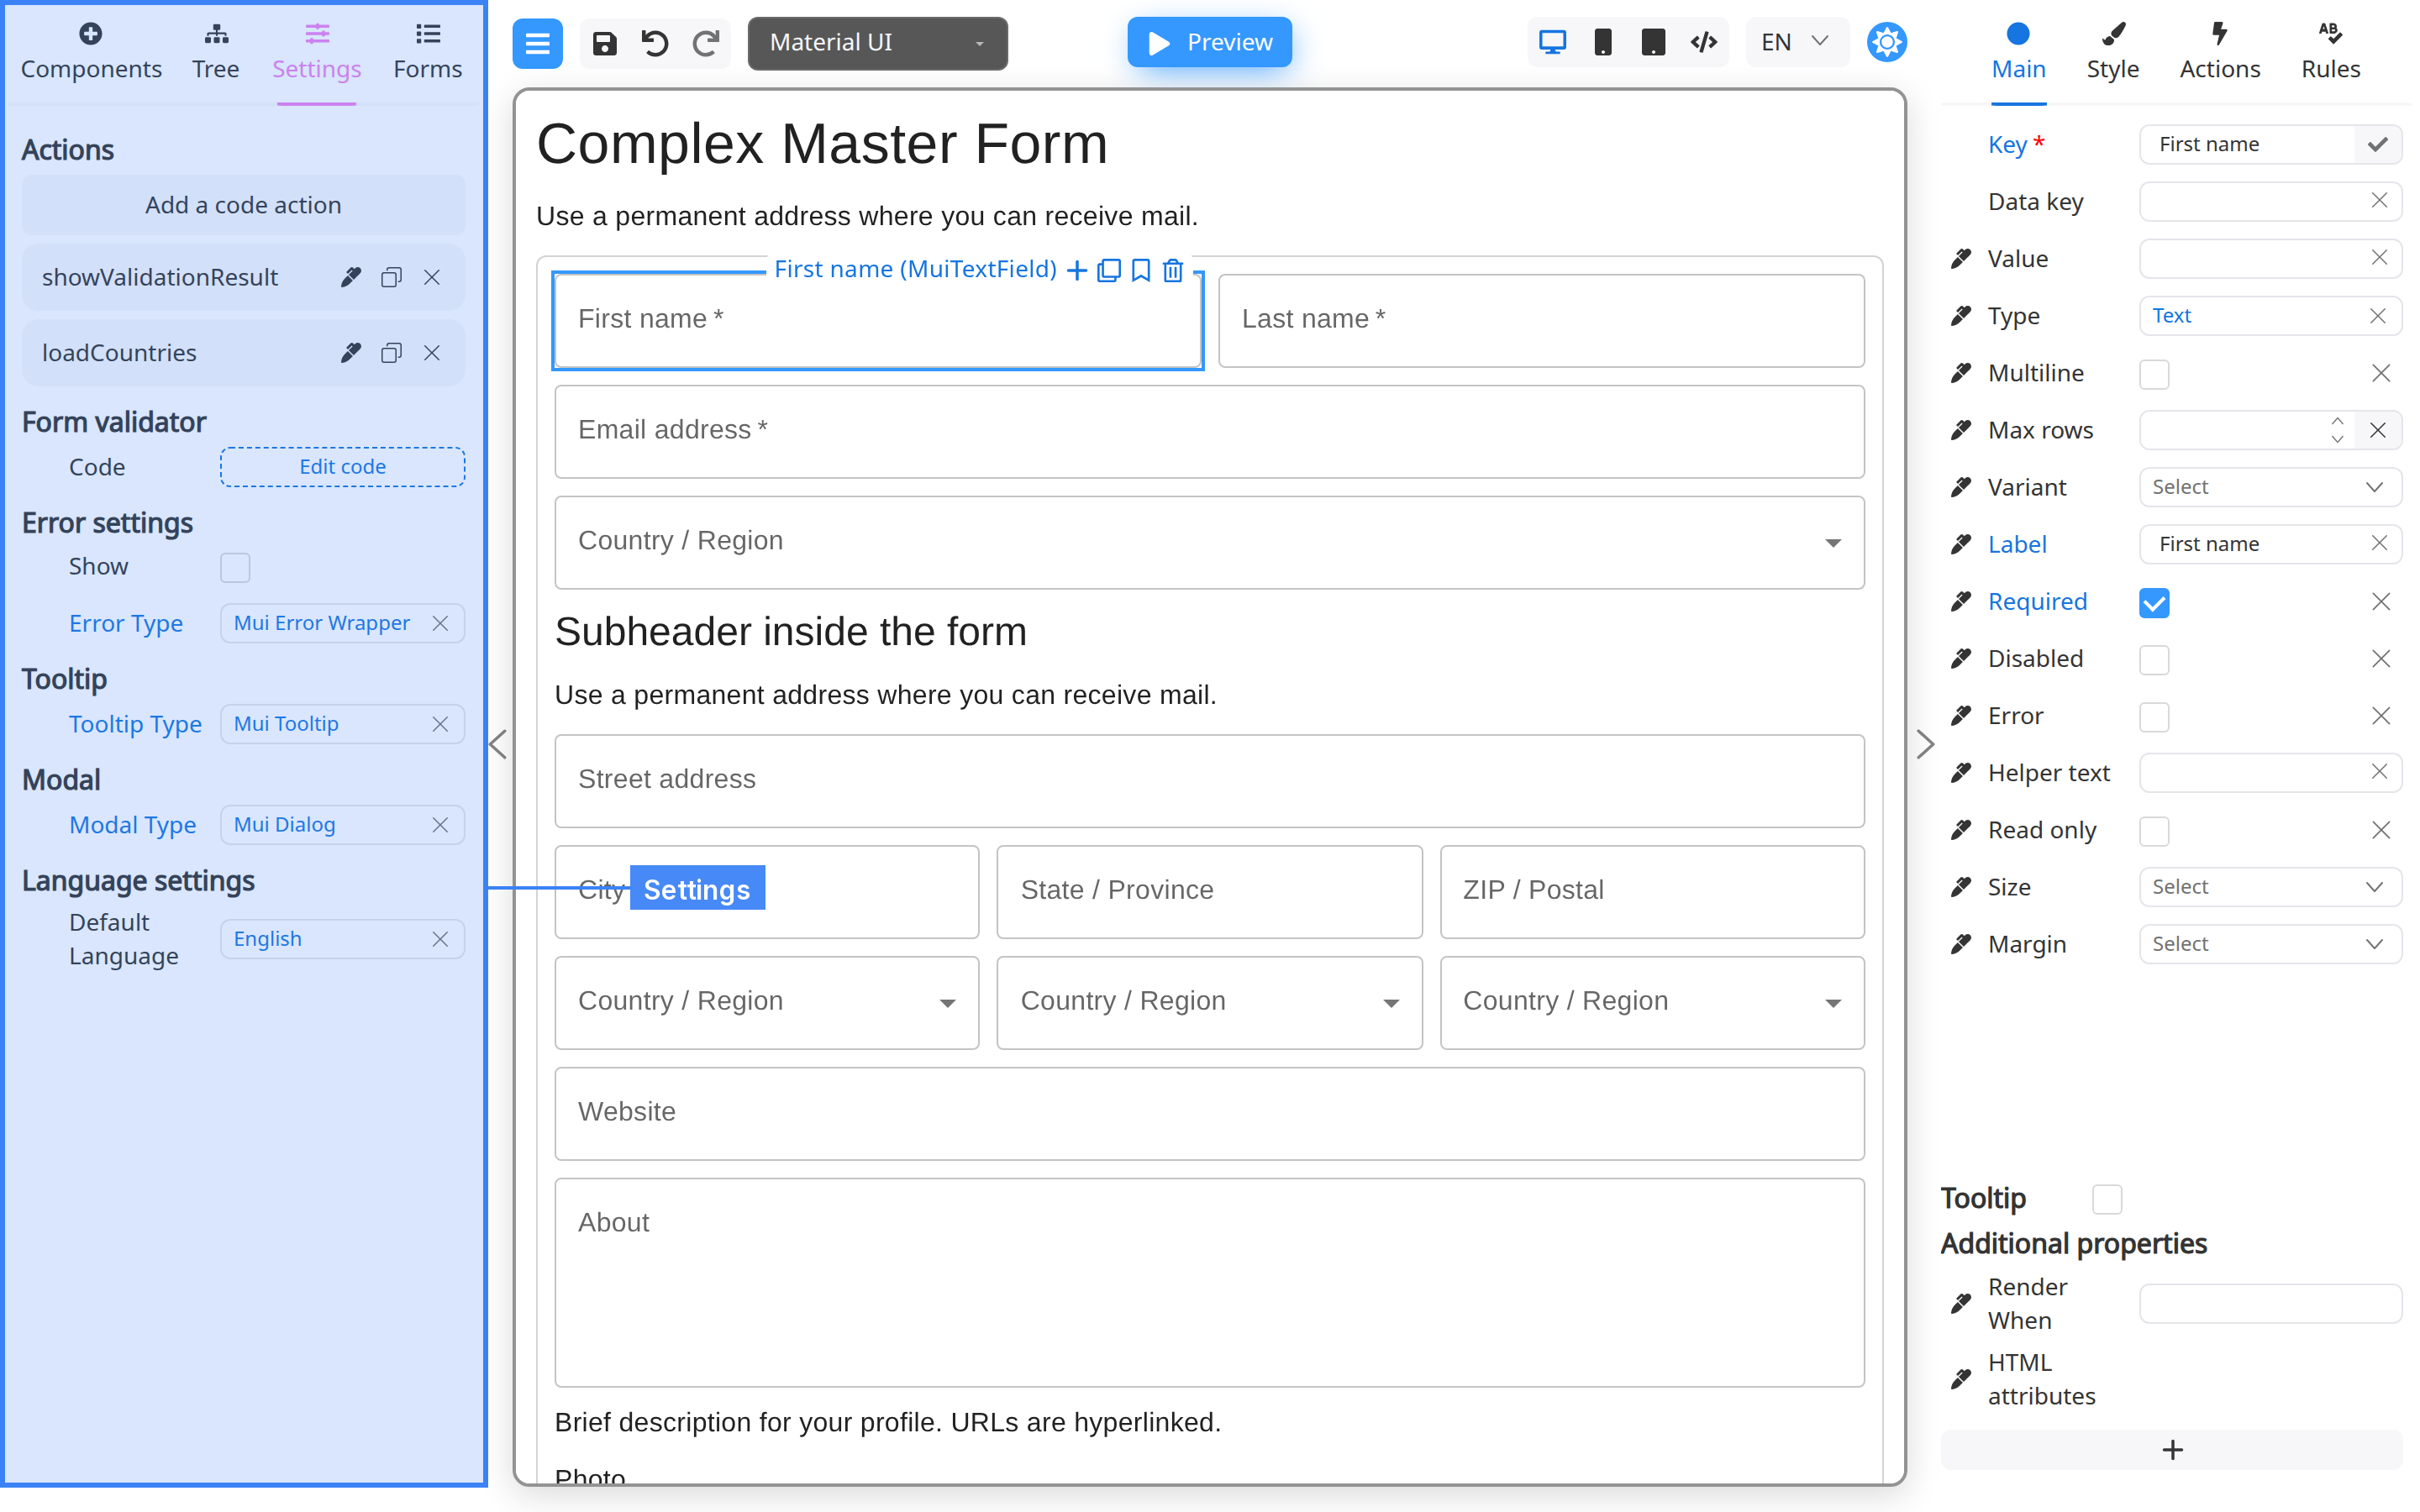 Components
Tree
Settings
Forms
Actions
Add a code action
showValidationResult
loadCountries
Form validator
Code
Edit code
Error settings
Show
Error Type
Mui Error Wrapper
Tooltip
Tooltip Type
Mui Tooltip
Modal
Modal Type
Mui Dialog
Language settings
Default
Language
English
Material UI
Preview
EN
Complex Master Form
Use a permanent address where you can receive mail.
First name (MuiTextField)
First name *
Last name *
Email address *
Country / Region
Subheader inside the form
Use a permanent address where you can receive mail.
Street address
City
Settings
State / Province
ZIP / Postal
Country / Region
Country / Region
Country / Region
Website
About
Brief description for your profile. URLs are hyperlinked.
Photo
Main
Style
AB
Actions
Rules
Key *
First name
Data key
Value
Type
Text
Multiline
Max rows
Variant
Select
Label
First name
Required
Disabled
Error
Helper text
Read only
Size
Select
Margin
Select
Tooltip
Additional properties
Render
When
HTML
attributes